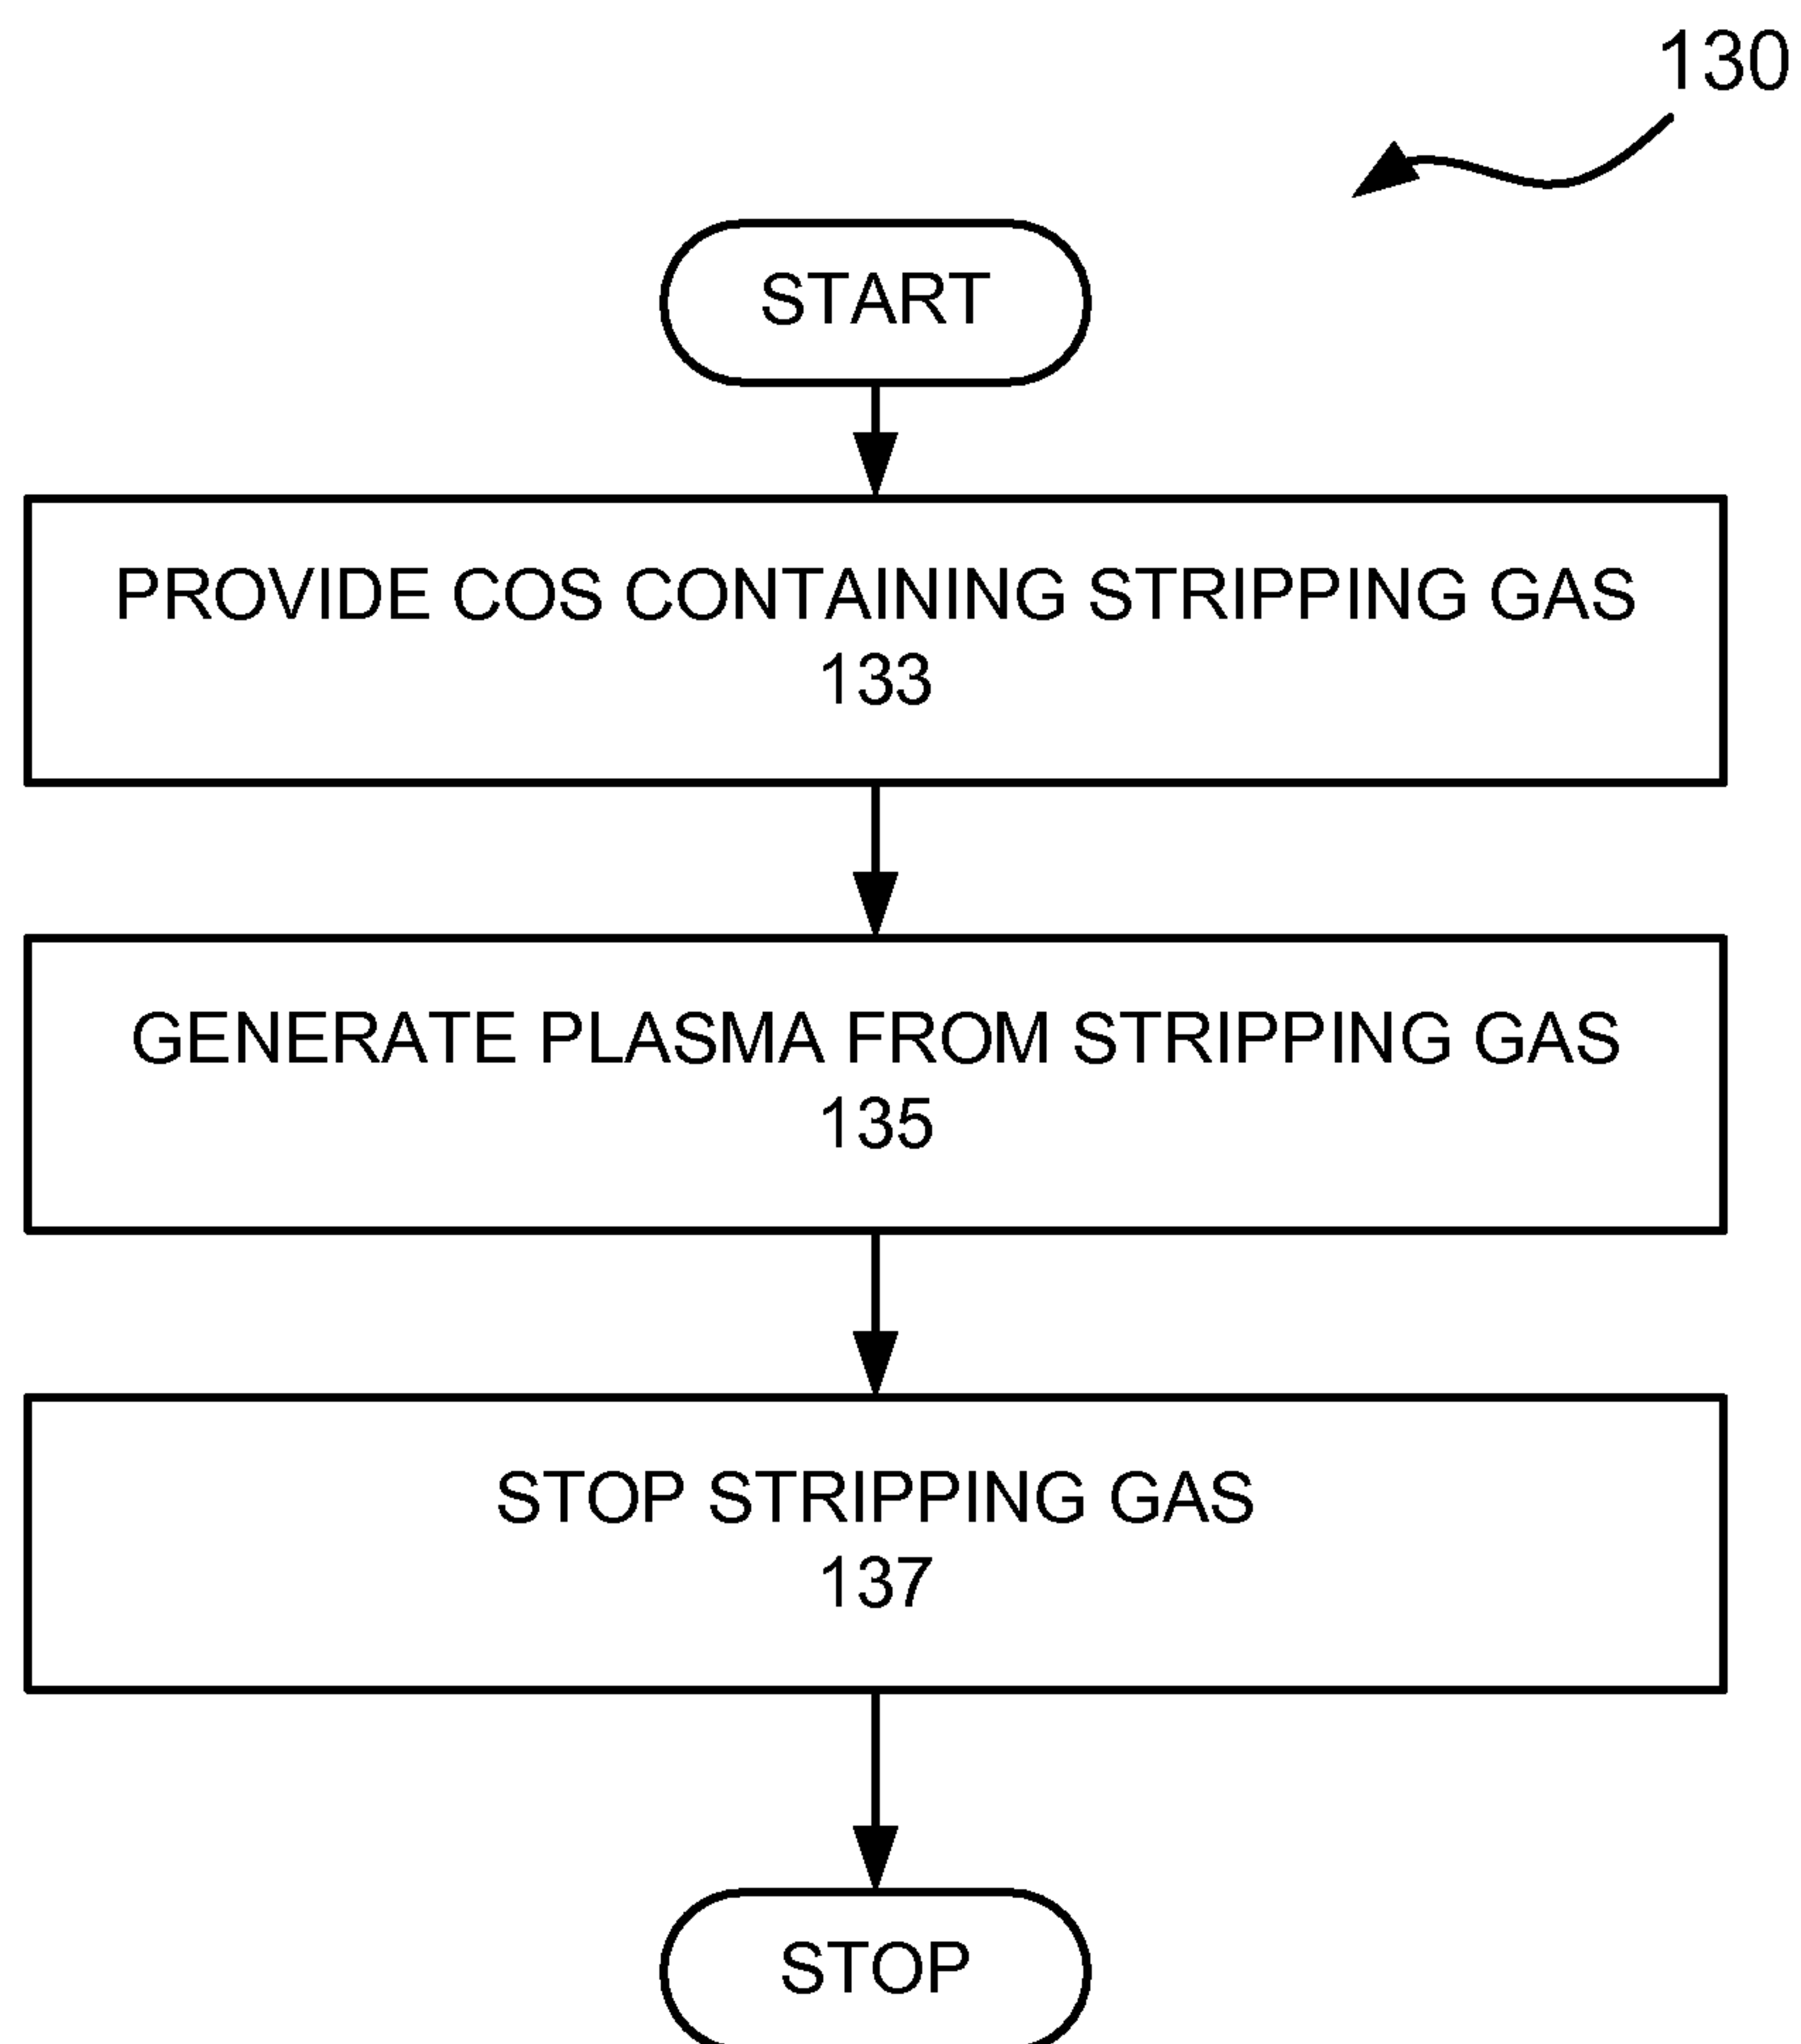 130
START
PROVIDE COS CONTAINING STRIPPING GAS
133
GENERATE PLASMA FROM STRIPPING GAS
135
STOP STRIPPING GAS
137
STOP